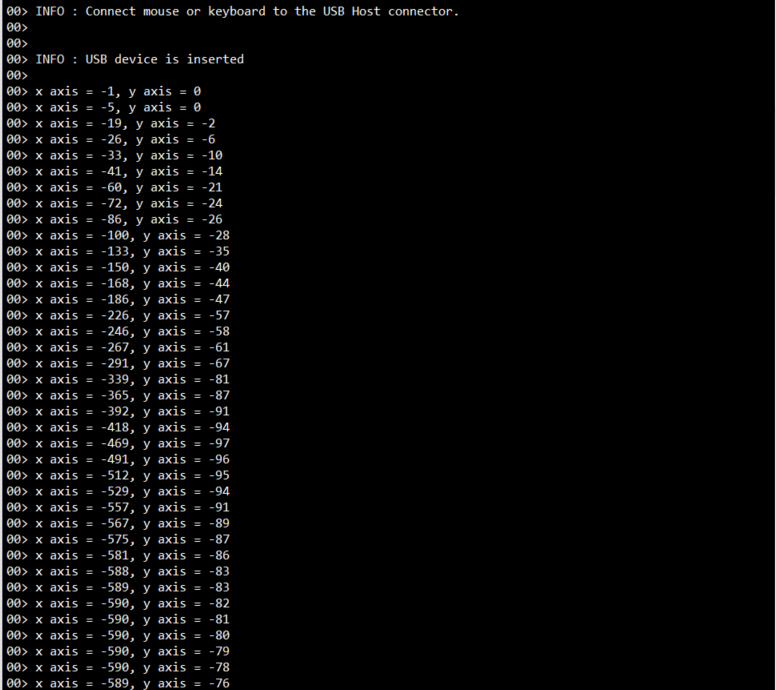 00> INFO : Connect mouse or keyboard to the USB Host connector.
00>
00>
00> INFO : USB device is inserted
00>
00> x axis = -1, y axis = 0
00> x axis = -5, y axis = 0
00> x axis = -19, y axis = -2
00> x axis = -26, y axis = -6
00> x axis = -33, y axis = -10
00> x axis = -41, y axis = -14
00> x axis = -60, y axis = -21
00> x axis = -72, y axis = -24
00> x axis = -86, y axis = -26
00> x axis = -100, y axis = -28
00> x axis = -133, y axis = -35
00> x axis = -150, y axis = -40
00> x axis = -168, y axis = -44
00> x axis = -186, y axis = -47
00> x axis = -226, y axis = -57
00> x axis = -246, y axis = -58
00> x axis = -267, y axis = -61
00> x axis = -291, y axis = -67
00> x axis = -339, y axis = -81
00> x axis = -365, y axis = -87
00> x axis = -392, y axis = -91
00> x axis = -418, y axis = -94
00> x axis = -469, y axis = -97
00> x axis = -491, y axis = -96
00> x axis = -512, y axis = -95
00> x axis = -529, y axis = -94
00> x axis = -557, y axis = -91
00> x axis = -567, y axis = -89
00> x axis = -575, y axis = -87
00> x axis = -581, y axis = -86
00> x axis = -588, y axis = -83
00> x axis = -589, y axis = -83
00> x axis = -590, y axis = -82
00> x axis = -590, y axis = -81
00> x axis = -590, y axis = -80
00> x axis = -590, y axis = -79
00> x axis = -590, y axis = -78
00> x axis = -589, y axis = -76